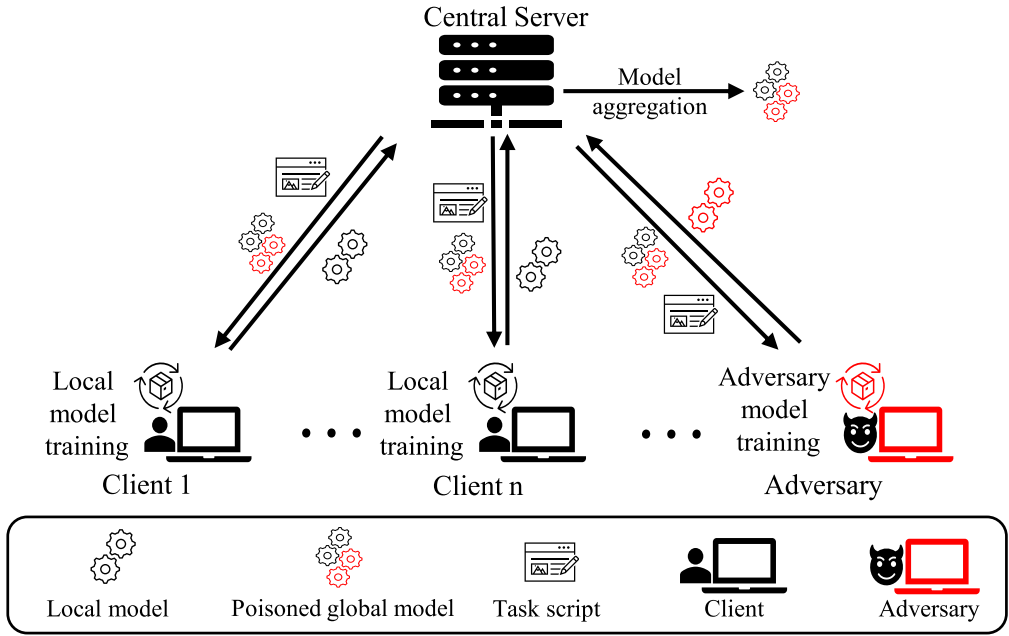 Central Server
Model
aggregation
Local
model
training
Client 1
Local
model
training
Client n
Adversary
model
training
Adversary
Local model
Poisoned global model
Task script
Client
Adversary